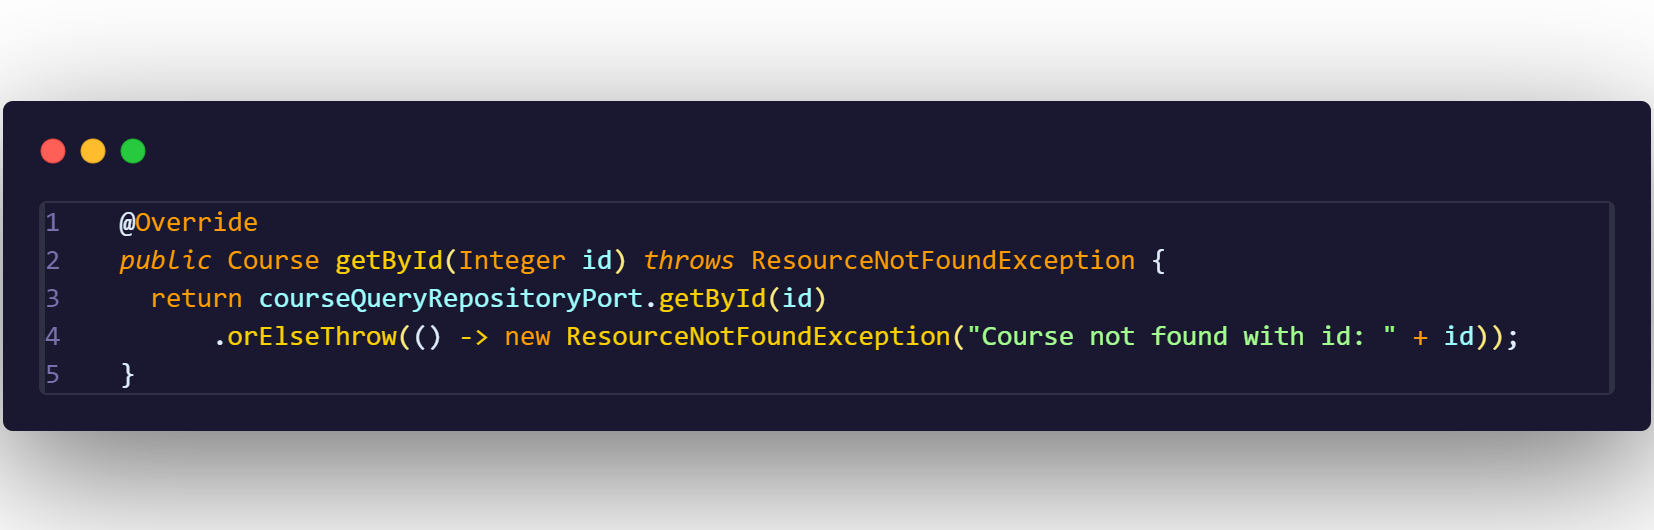 1 @Override
2 public Course getById(Integer id) throws ResourceNotFoundException {
3 return courseQueryRepositoryPort.getById(id)
4 .orElseThrow(() -> new ResourceNotFoundException("Course not found with id: " + id));
5 }